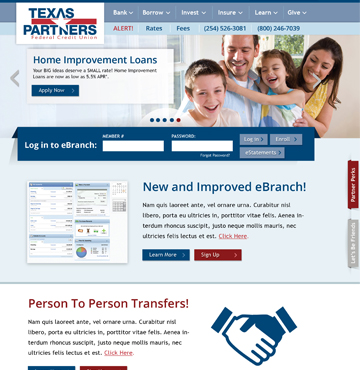 TEXAS PARTNERS
Federal Credit Union
Bank Borrow Invest Insure Learn Give
ALERT! Rates Fees (254) 526-3081 (800) 246-7039
Home Improvement Loans
Your BIG ideas deserve a SMALL rate! Home Improvement
Loans are now as low as 5.5% APR*.
Apply Now
Log in to eBranch:
MEMBER #
PASSWORD:
Forgot Password?
Log in
Enroll
eStatements
Partner Perks
Let's Be Friends
New and Improved eBranch!
Nam quis laoreet ante, vel ornare urna. Curabitur nisl
libero, porta eu ultricies in, porttitor vitae felis. Aenea in-
terdum rhoncus suscipit, justo neque mollis mauris, nec
ultricies lectus et est. Click Here.
Learn More
Sign Up
Person To Person Transfers!
Nam quis laoreet ante, vel ornare urna. Curabitur nisl
libero, porta eu ultricies in, porttitor vitae felis. Aenea in-
terdum rhoncus suscipit, justo neque mollis mauris, nec
ultricies lectus et est. Click Here.